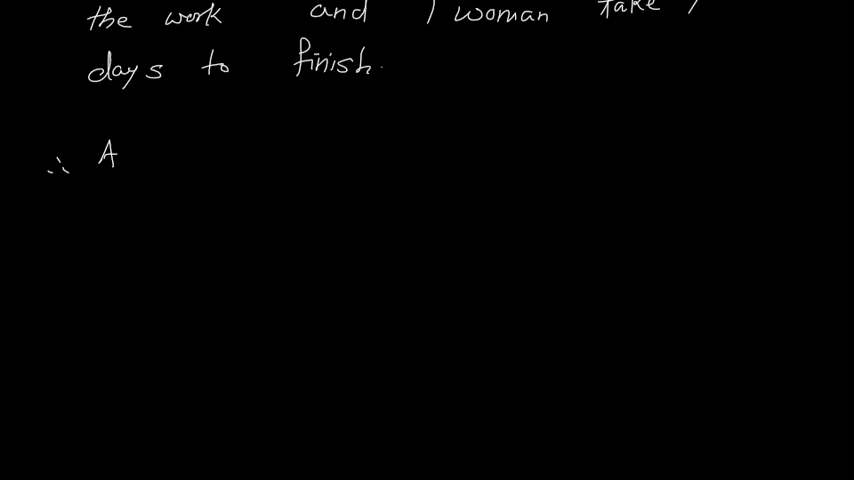 the work and 1 woman take
days to finish.
∴ A